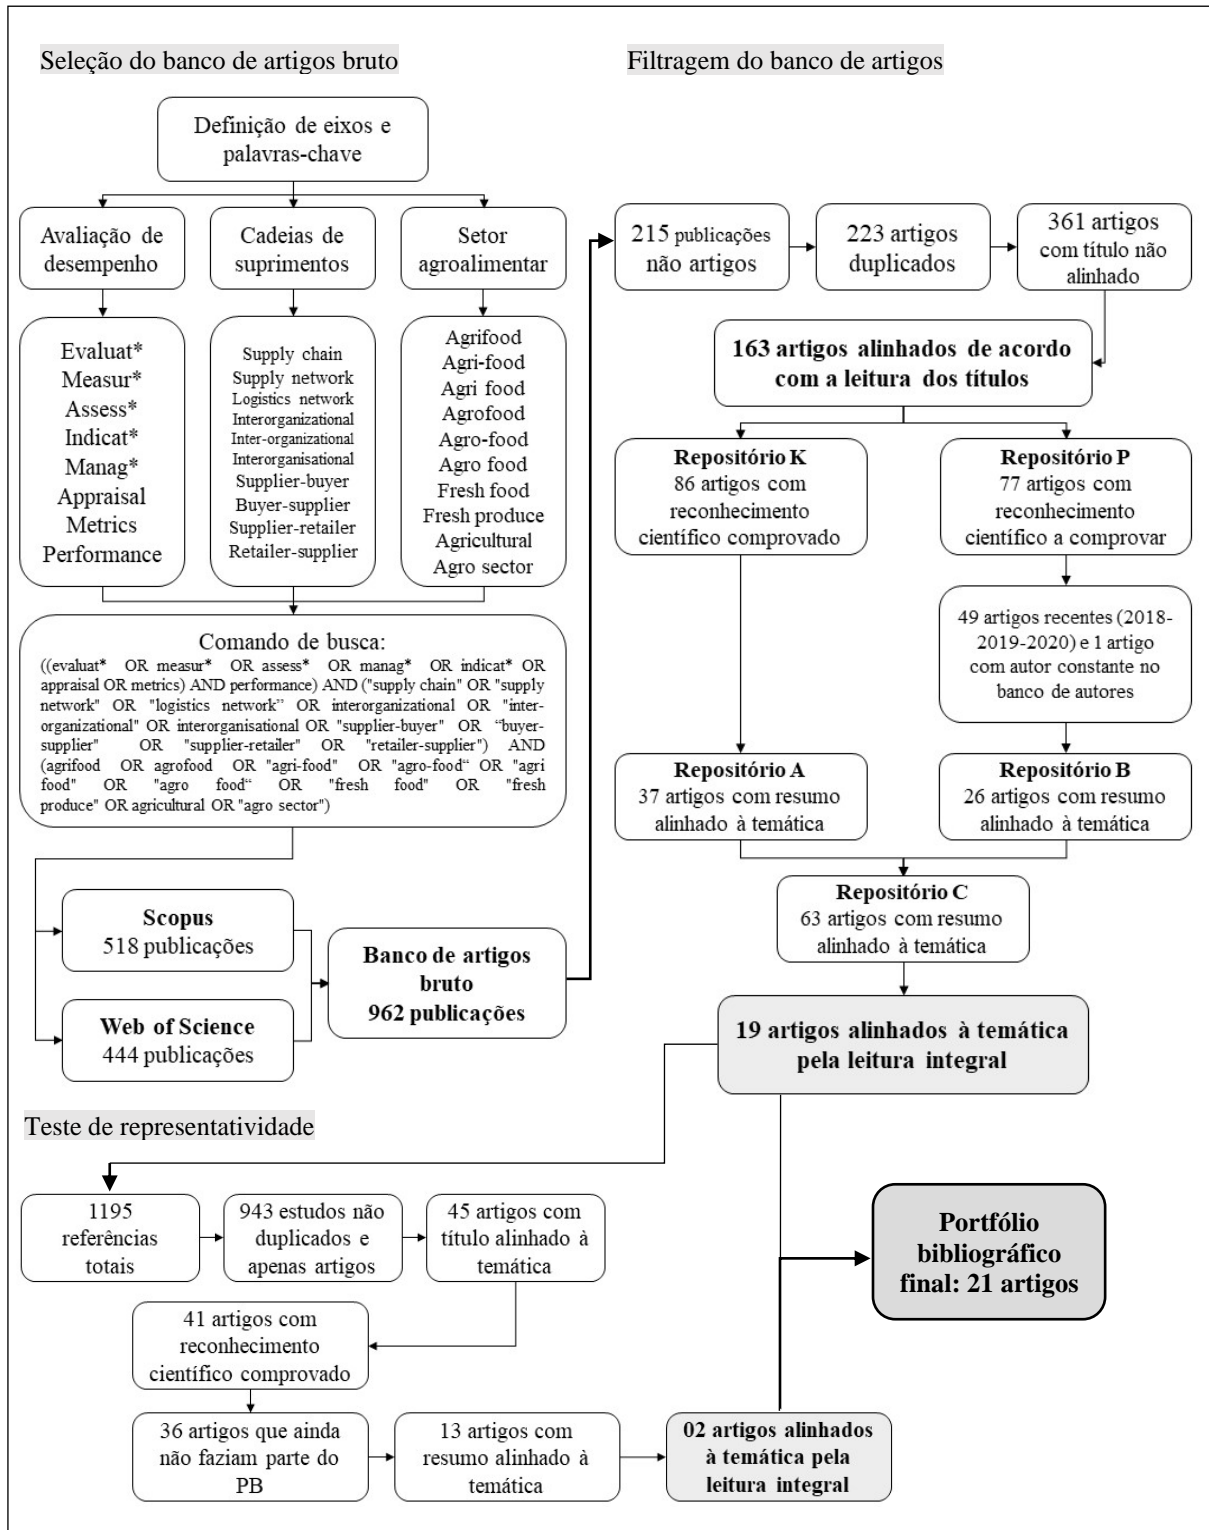 Seleção do banco de artigos bruto
Definição de eixos e
palavras-chave
Avaliação de
desempenho
Cadeias de
suprimentos
Setor
agroalimentar
Evaluat*
Measur*
Assess*
Indicat*
Manag*
Appraisal
Metrics
Performance
Supply chain
Supply network
Logistics network
Interorganizational
Inter-organizational
Interorganisational
Supplier-buyer
Buyer-supplier
Supplier-retailer
Retailer-supplier
Agrifood
Agri-food
Agri food
Agrofood
Agro-food
Agro food
Fresh food
Fresh produce
Agricultural
Agro sector
Comando de busca:
((evaluat* OR measur* OR assess* OR manag* OR indicat* OR
appraisal OR metrics) AND performance) AND ("supply chain" OR "supply
network" OR "logistics network“ OR interorganizational OR "inter-
organizational" OR interorganisational OR "supplier-buyer" OR “buyer-
supplier" OR "supplier-retailer" OR "retailer-supplier") AND
(agrifood OR agrofood OR "agri-food" OR "agro-food“ OR "agri
food" OR "agro food“ OR "fresh food" OR "fresh
produce" OR agricultural OR "agro sector")
Scopus
518 publicações
Web of Science
444 publicações
Banco de artigos
bruto
962 publicações
Filtragem do banco de artigos
215 publicações
não artigos
223 artigos
duplicados
361 artigos
com título não
alinhado
163 artigos alinhados de acordo
com a leitura dos títulos
Repositório K
86 artigos com
reconhecimento
científico comprovado
Repositório P
77 artigos com
reconhecimento
científico a comprovar
49 artigos recentes (2018-
2019-2020) e 1 artigo
com autor constante no
banco de autores
Repositório A
37 artigos com resumo
alinhado à temática
Repositório B
26 artigos com resumo
alinhado à temática
Repositório C
63 artigos com resumo
alinhado à temática
19 artigos alinhados à temática
pela leitura integral
Teste de representatividade
1195
referências
totais
943 estudos não
duplicados e
apenas artigos
45 artigos com
título alinhado à
temática
41 artigos com
reconhecimento
científico comprovado
36 artigos que ainda
não faziam parte do
PB
13 artigos com
resumo alinhado à
temática
02 artigos alinhados
à temática pela
leitura integral
Portfólio
bibliográfico
final: 21 artigos